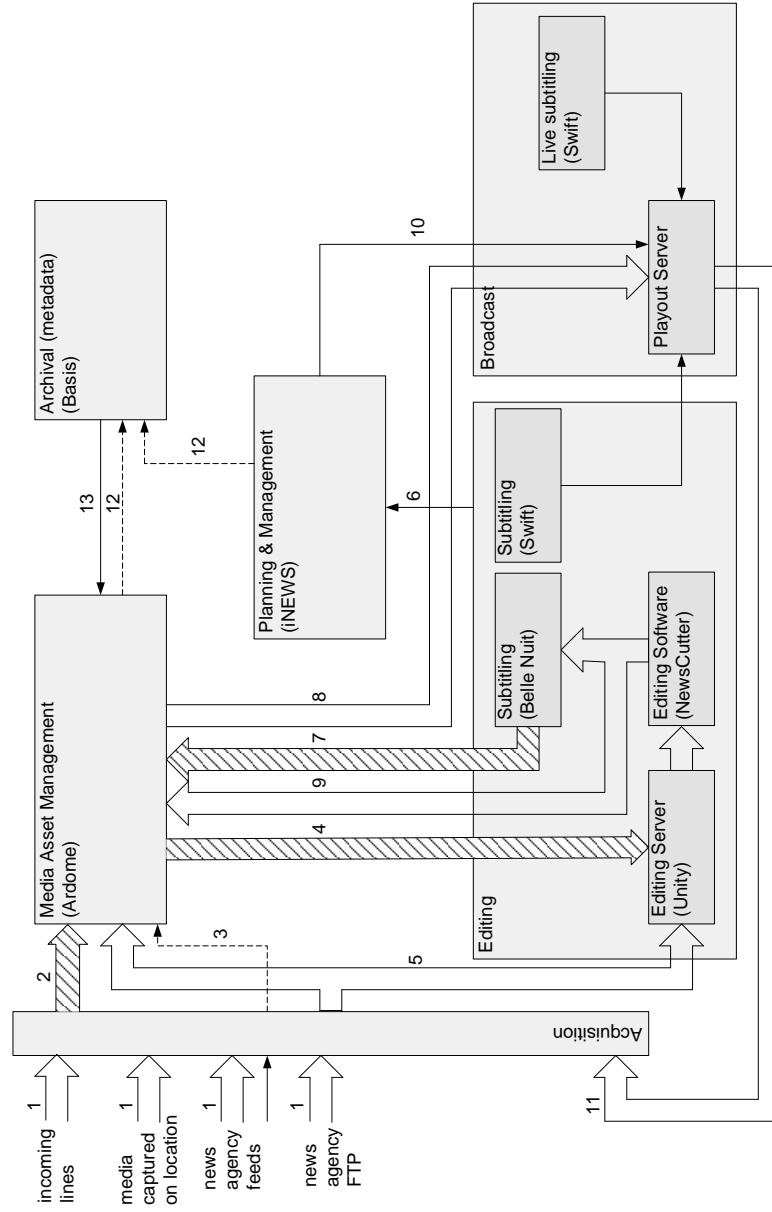 incoming
lines
1
media
captured
on location
1
news
agency
feeds
1
news
agency
FTP
1
11
Acquisition
2
3
5
Media Asset Management
(Ardome)
4
9
7
8
13
12
Archival (metadata)
(Basis)
12
Planning & Management
(iNEWS)
6
10
Editing
Editing Server
(Unity)
Editing Software
(NewsCutter)
Subtitling
(Belle Nuit)
Subtitling
(Swift)
Broadcast
Playout Server
Live subtitling
(Swift)